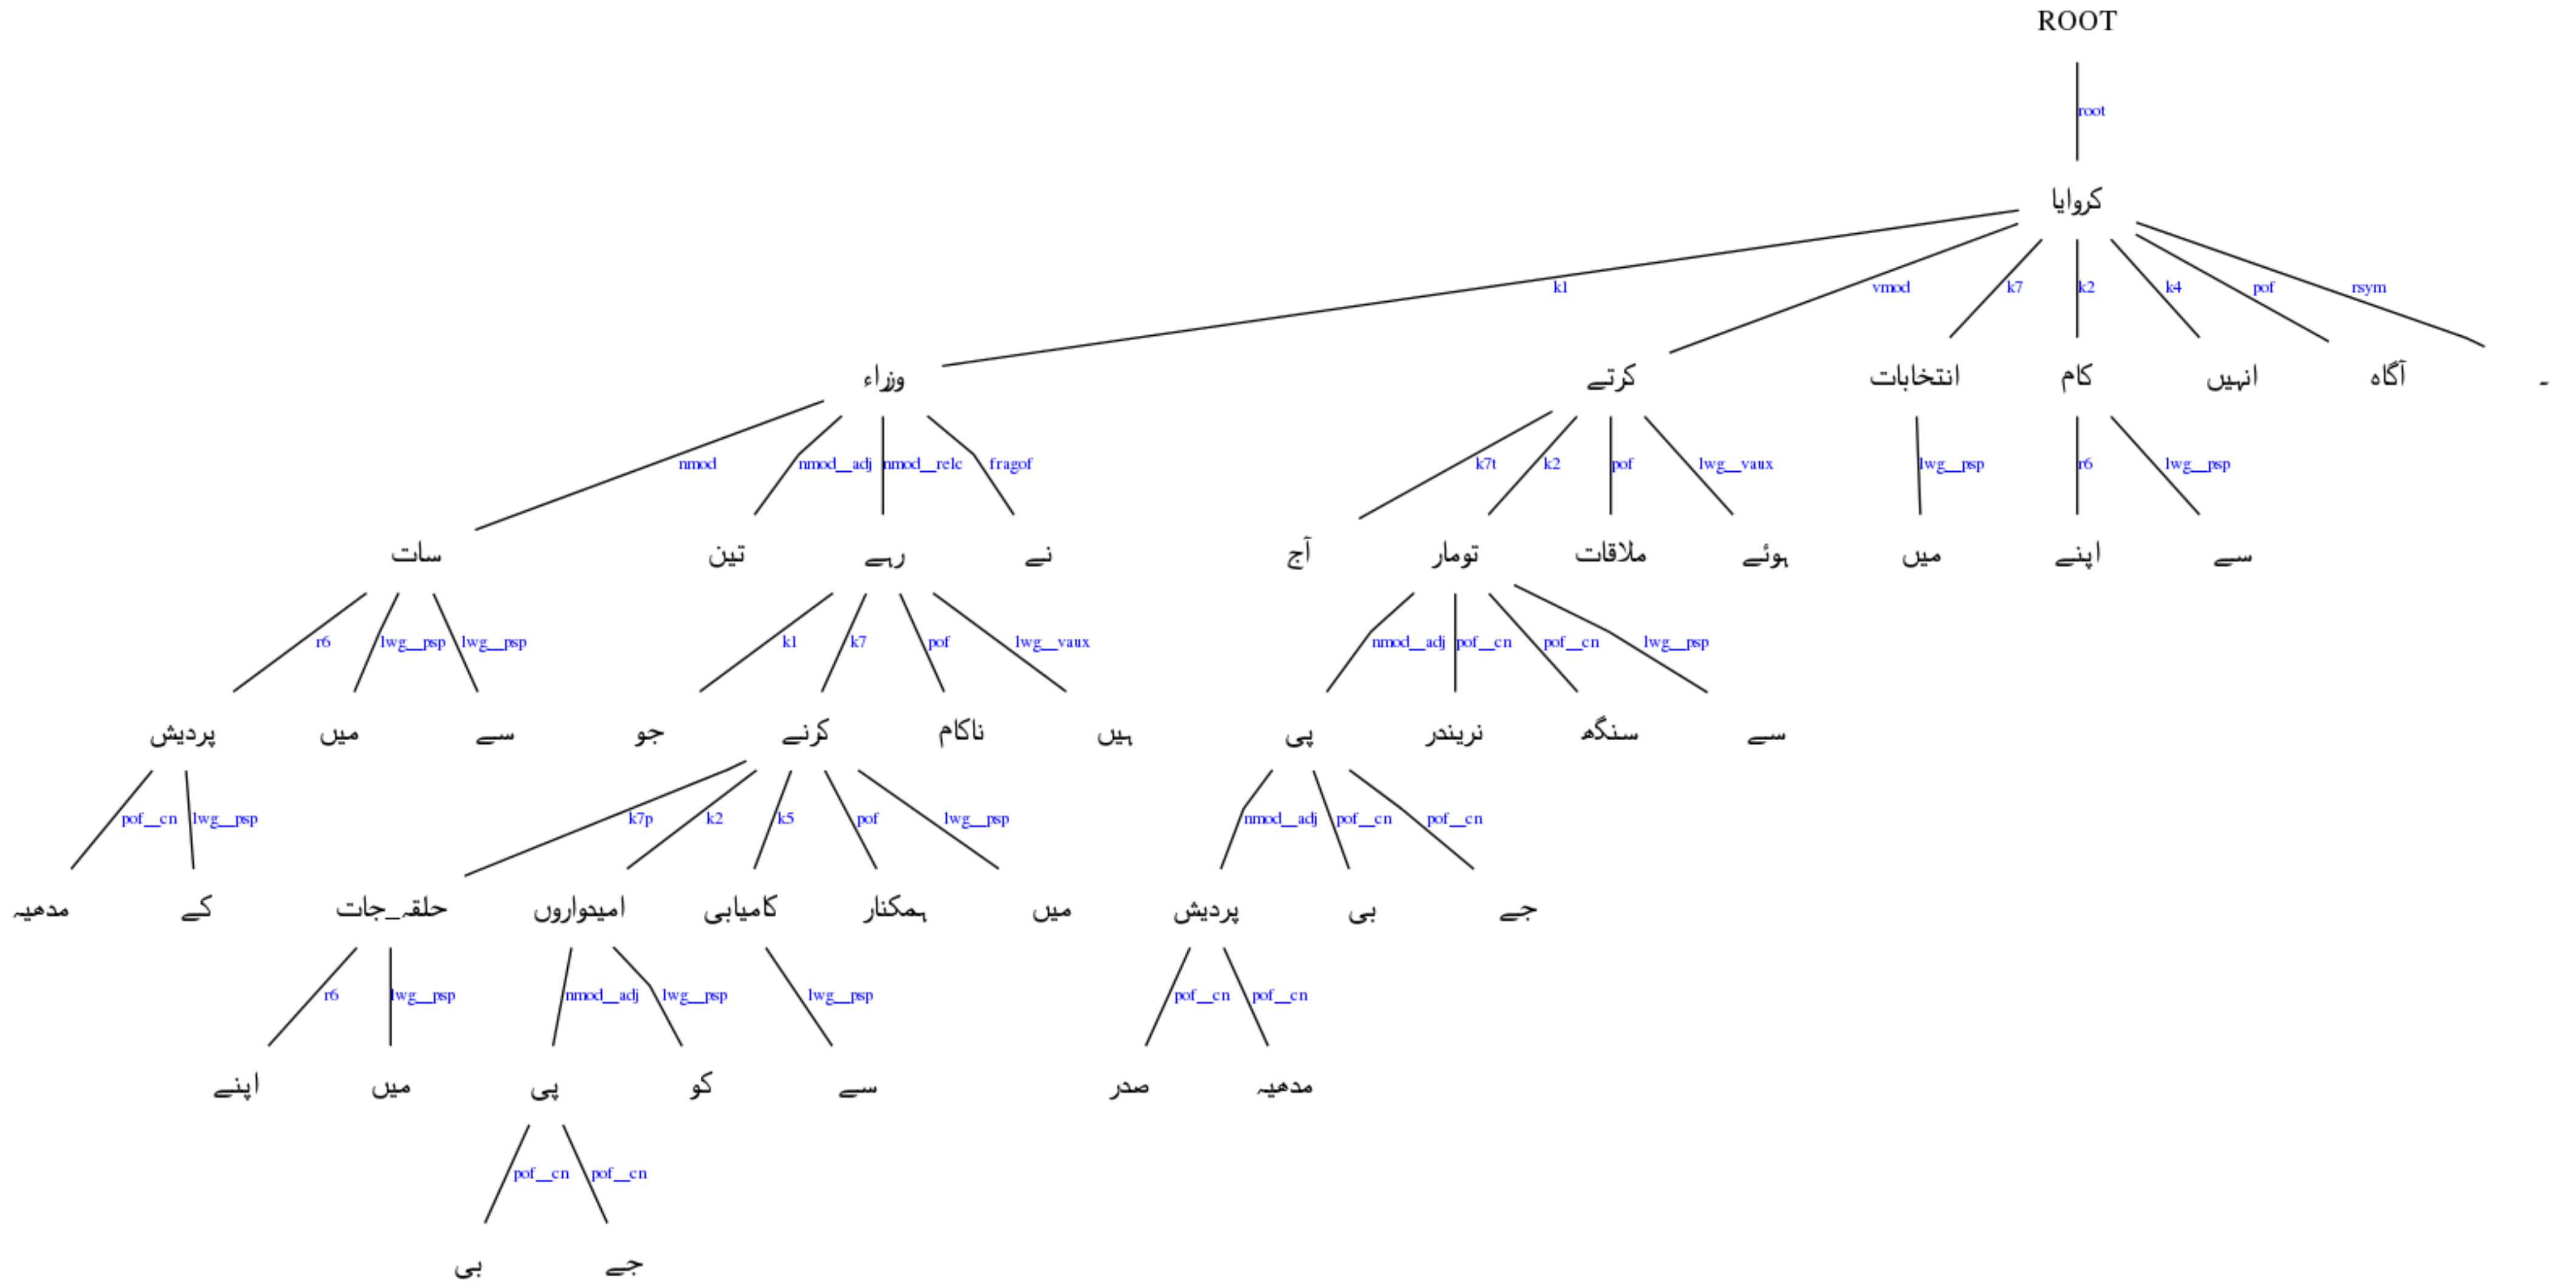 ROOT
root
کروایا
k1 vmod k7 k2 k4 pof rsym
وزراء کرتے انتخابات کام انہیں آگاہ ۔
nmod nmod__adj nmod__relc fragof k7t k2 pof lwg__vaux lwg__psp r6 lwg__psp
سات تین رہے نے آج تومار ملاقات ہوئے میں اپنے سے
r6 lwg__psp lwg__psp k1 k7 pof lwg__vaux nmod__adj pof__cn pof__cn lwg__psp
پردیش میں سے جو کرنے ناکام ہیں پی نریندر سنگھ سے
pof__cn lwg__psp k7p k2 k5 pof lwg__psp nmod__adj pof__cn pof__cn
مدھیہ کے حلقہ_جات امیدواروں کامیابی ہمکنار میں پردیش بی جے
r6 lwg__psp nmod__adj lwg__psp lwg__psp pof__cn pof__cn
اپنے میں پی کو سے صدر مدھیہ
pof__cn pof__cn
بی جے